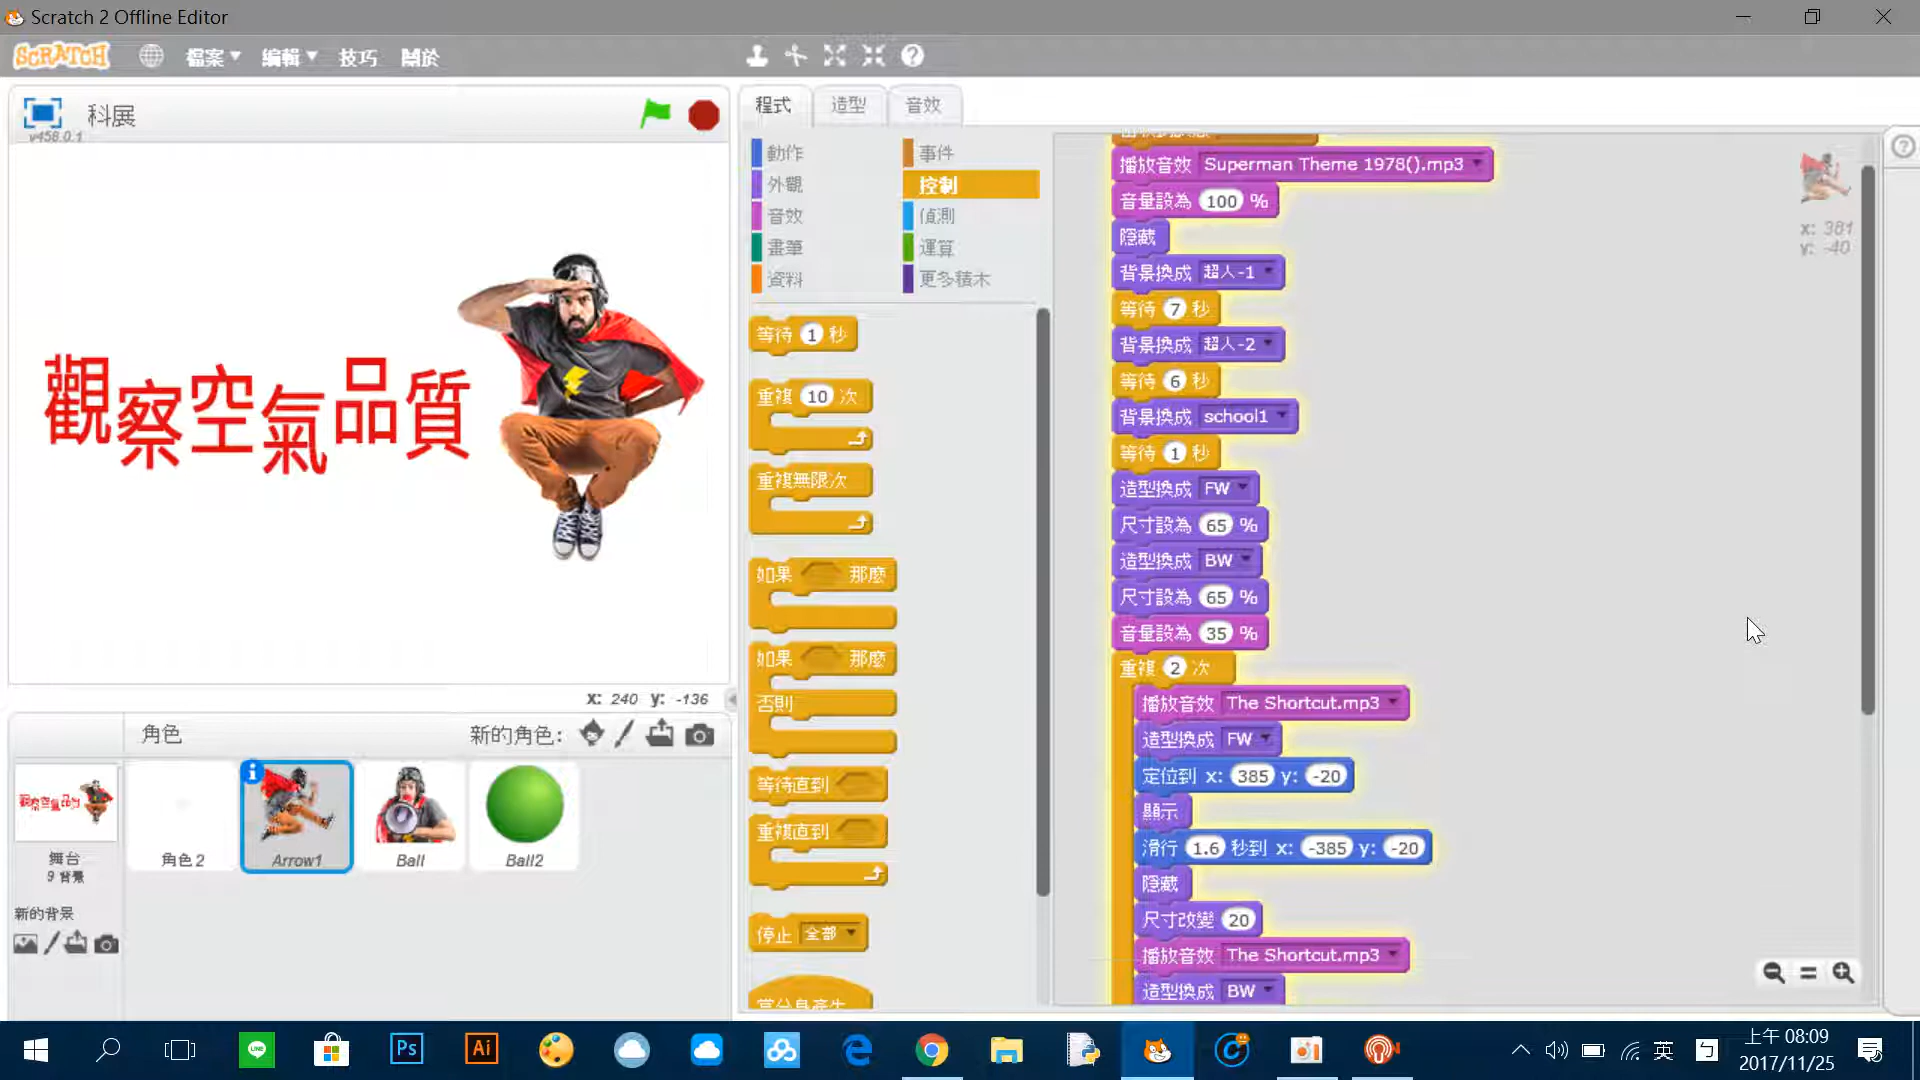 Scratch 2 Offline Editor
SCRATCH 檔案 編輯 技巧 關於
科展
v458.0.1
觀察空氣品質
x: 240 y: -136
角色 新的角色:
舞台
9 背景
新的背景
角色2
Arrow1
Ball
Ball2
程式 造型 音效
動作 事件
外觀 控制
音效 偵測
畫筆 運算
資料 更多積木
等待 1 秒
重複 10 次
重複無限次
如果 那麼
如果 那麼
否則
等待直到
重複直到
停止 全部
當分身產生
播放音效 Superman Theme 1978().mp3
音量設為 100 %
隱藏
背景換成 超人-1
等待 7 秒
背景換成 超人-2
等待 6 秒
背景換成 school1
等待 1 秒
造型換成 FW
尺寸設為 65 %
造型換成 BW
尺寸設為 65 %
音量設為 35 %
重複 2 次
播放音效 The Shortcut.mp3
造型換成 FW
定位到 x: 385 y: -20
顯示
滑行 1.6 秒到 x: -385 y: -20
隱藏
尺寸改變 20
播放音效 The Shortcut.mp3
造型換成 BW
x: 381
y: -40
LINE
Ps
Ai
英
ㄅ
上午 08:09
2017/11/25